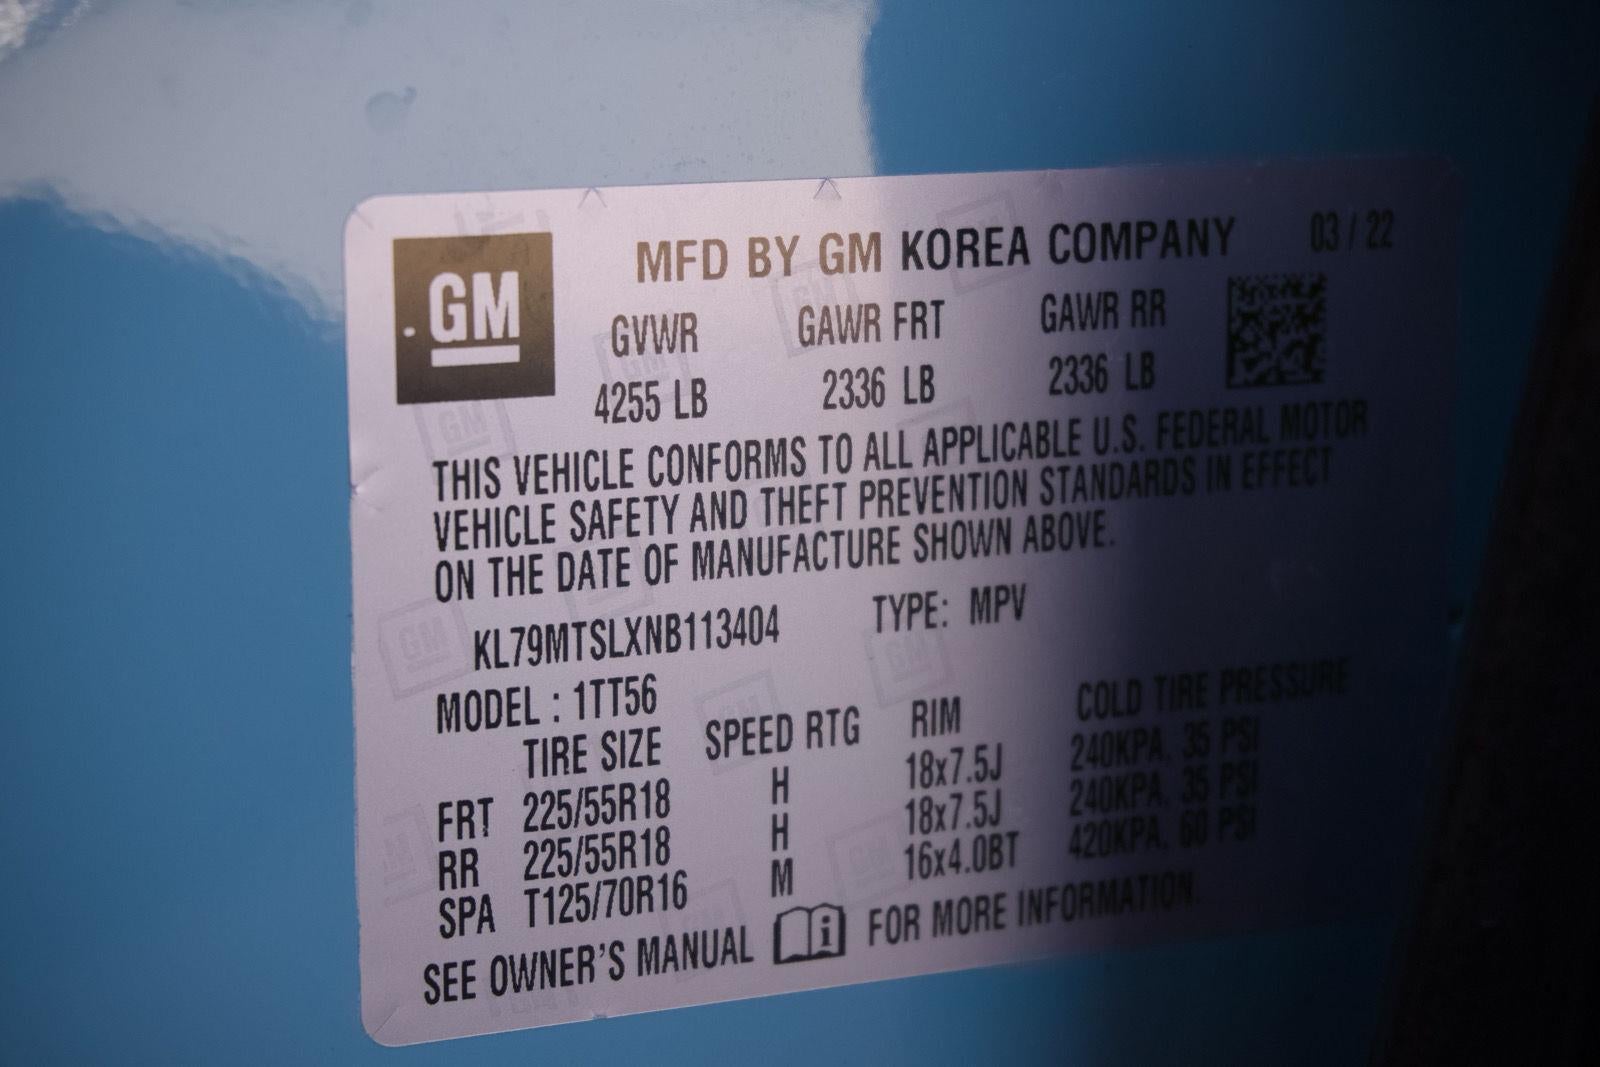 GM
MFD BY GM KOREA COMPANY 03 / 22
GVWR GAWR FRT GAWR RR
4255 LB 2336 LB 2336 LB
THIS VEHICLE CONFORMS TO ALL APPLICABLE U.S. FEDERAL MOTOR
VEHICLE SAFETY AND THEFT PREVENTION STANDARDS IN EFFECT
ON THE DATE OF MANUFACTURE SHOWN ABOVE.
KL79MTSLXNB113404 TYPE: MPV
MODEL : 1TT56
TIRE SIZE SPEED RTG RIM COLD TIRE PRESSURE
FRT 225/55R18 H 18x7.5J 240KPA, 35 PSI
RR 225/55R18 H 18x7.5J 240KPA, 35 PSI
SPA T125/70R16 M 16x4.0BT 420KPA, 60 PSI
SEE OWNER'S MANUAL FOR MORE INFORMATION.